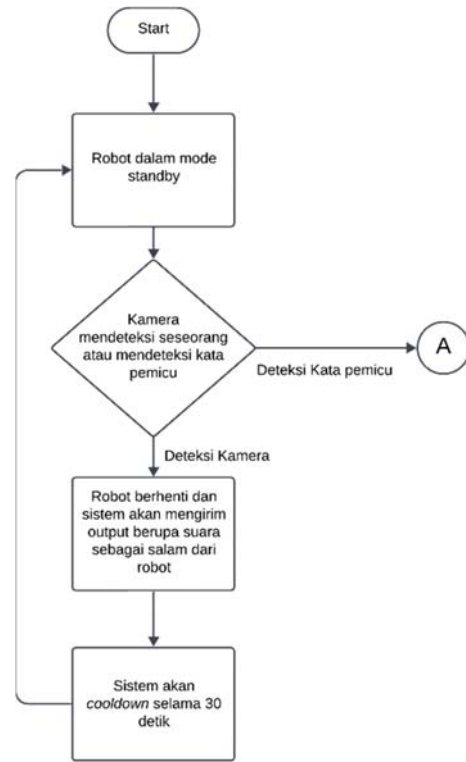 Start
Robot dalam mode
standby
Kamera
mendeteksi seseorang
atau mendeteksi kata
pemicu
A
Deteksi Kata pemicu
Deteksi Kamera
Robot berhenti dan
sistem akan mengirim
output berupa suara
sebagai salam dari
robot
Sistem akan
cooldown selama 30
detik